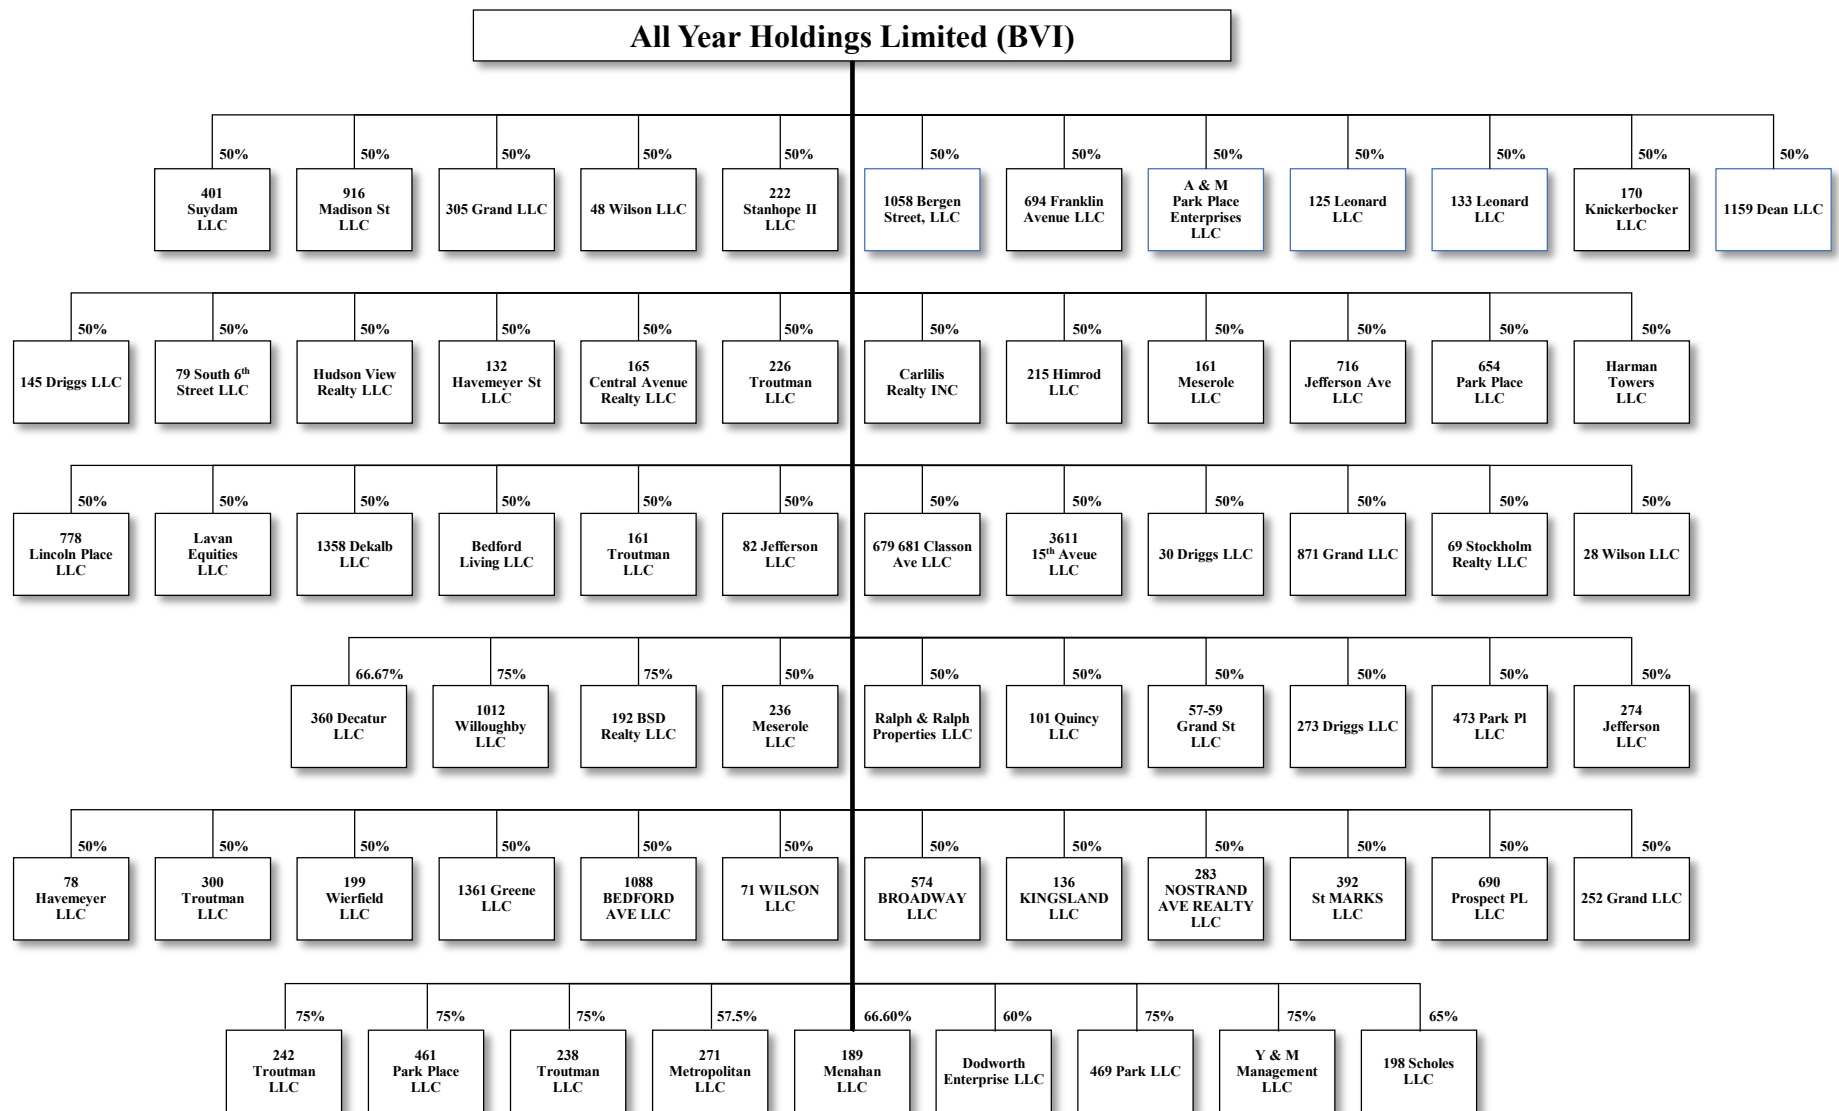 All Year Holdings Limited (BVI)
50% 50% 50% 50% 50% 50% 50% 50% 50% 50% 50% 50%
401
Suydam
LLC
916
Madison St
LLC
305 Grand LLC
48 Wilson LLC
222
Stanhope II
LLC
1058 Bergen
Street, LLC
694 Franklin
Avenue LLC
A & M
Park Place
Enterprises
LLC
125 Leonard
LLC
133 Leonard
LLC
170
Knickerbocker
LLC
1159 Dean LLC
50% 50% 50% 50% 50% 50% 50% 50% 50% 50% 50% 50%
145 Driggs LLC
79 South 6th
Street LLC
Hudson View
Realty LLC
132
Havemeyer St
LLC
165
Central Avenue
Realty LLC
226
Troutman
LLC
Carlilis
Realty INC
215 Himrod
LLC
161
Meserole
LLC
716
Jefferson Ave
LLC
654
Park Place
LLC
Harman
Towers
LLC
50% 50% 50% 50% 50% 50% 50% 50% 50% 50% 50% 50%
778
Lincoln Place
LLC
Lavan
Equities
LLC
1358 Dekalb
LLC
Bedford
Living LLC
161
Troutman
LLC
82 Jefferson
LLC
679 681 Classon
Ave LLC
3611
15th Aveue
LLC
30 Driggs LLC
871 Grand LLC
69 Stockholm
Realty LLC
28 Wilson LLC
66.67% 75% 75% 50% 50% 50% 50% 50% 50% 50%
360 Decatur
LLC
1012
Willoughby
LLC
192 BSD
Realty LLC
236
Meserole
LLC
Ralph & Ralph
Properties LLC
101 Quincy
LLC
57-59
Grand St
LLC
273 Driggs LLC
473 Park Pl
LLC
274
Jefferson
LLC
50% 50% 50% 50% 50% 50% 50% 50% 50% 50% 50% 50%
78
Havemeyer
LLC
300
Troutman
LLC
199
Wierfield
LLC
1361 Greene
LLC
1088
BEDFORD
AVE LLC
71 WILSON
LLC
574
BROADWAY
LLC
136
KINGSLAND
LLC
283
NOSTRAND
AVE REALTY
LLC
392
St MARKS
LLC
690
Prospect PL
LLC
252 Grand LLC
75% 75% 75% 57.5% 66.60% 60% 75% 75% 65%
242
Troutman
LLC
461
Park Place
LLC
238
Troutman
LLC
271
Metropolitan
LLC
189
Menahan
LLC
Dodworth
Enterprise LLC
469 Park LLC
Y & M
Management
LLC
198 Scholes
LLC